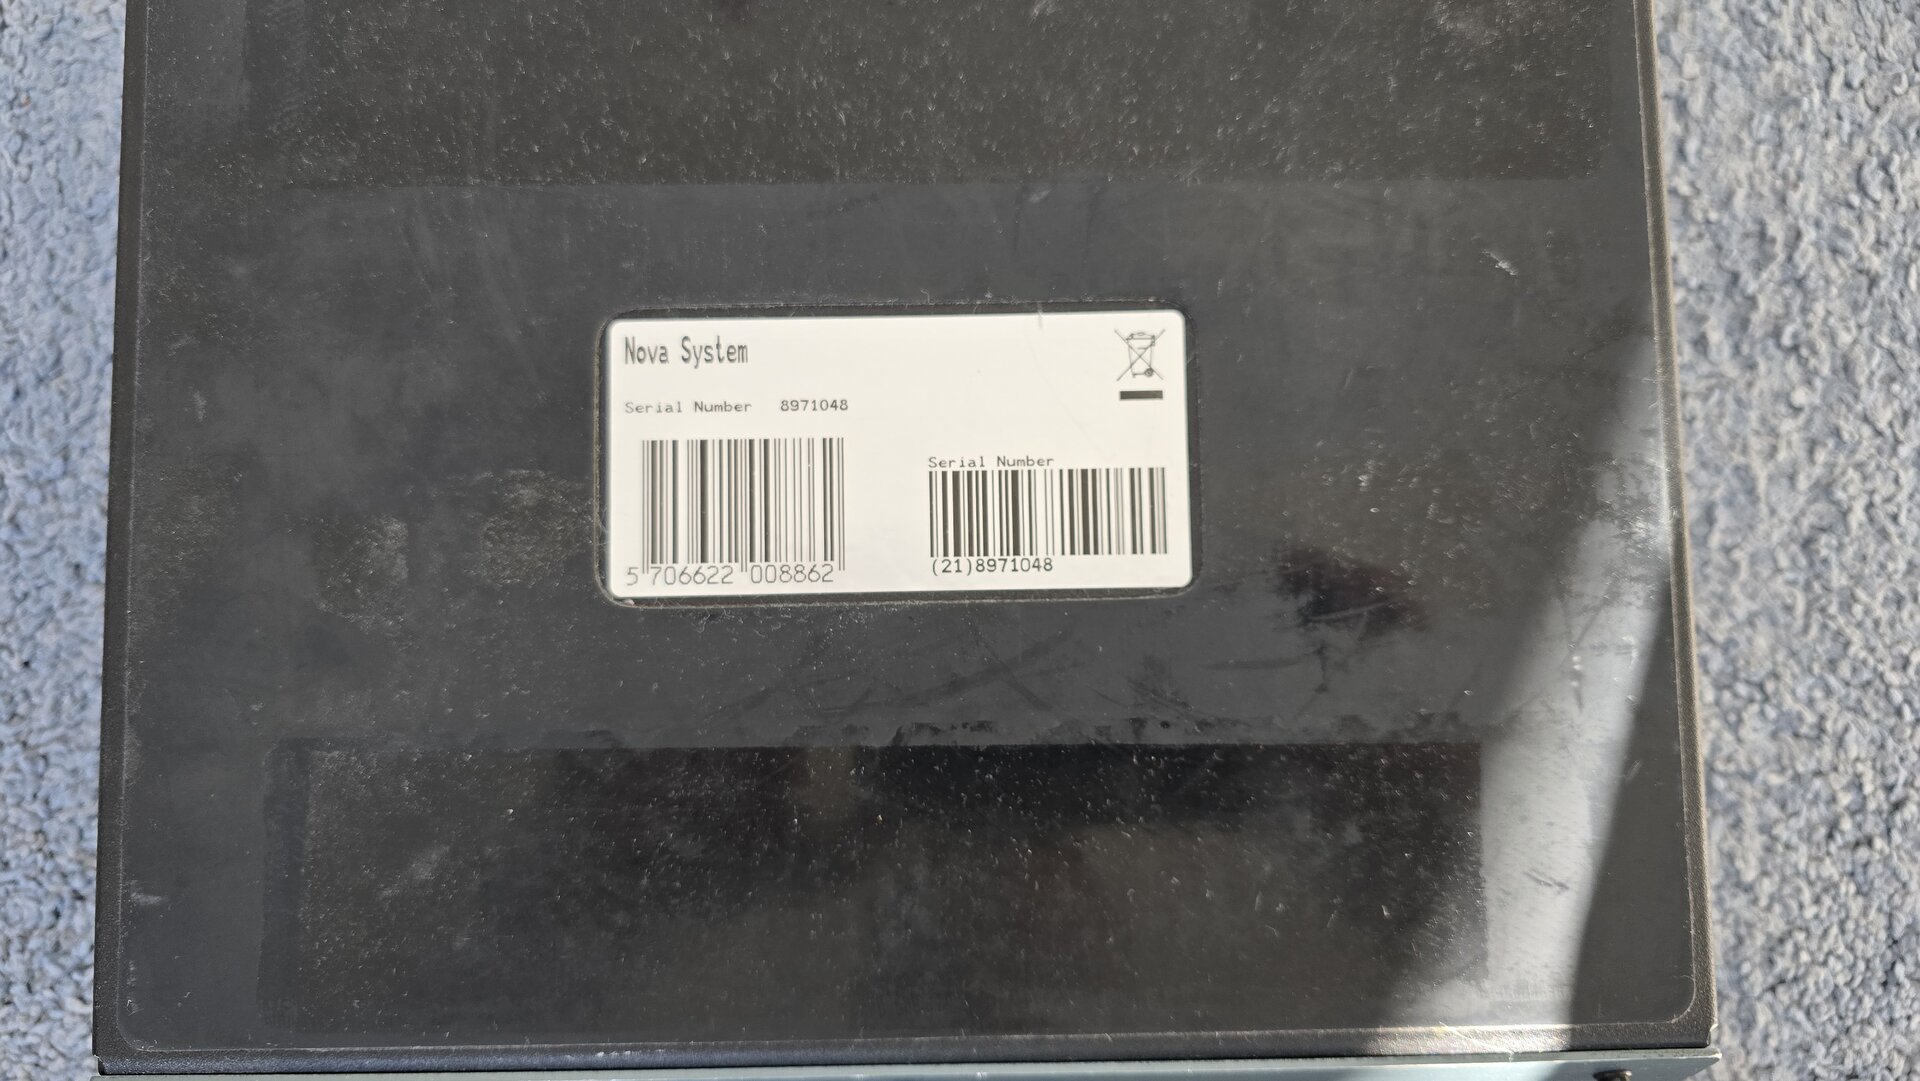 Nova System
Serial Number 8971048
Serial Number
5 706622 008862
(21)8971048